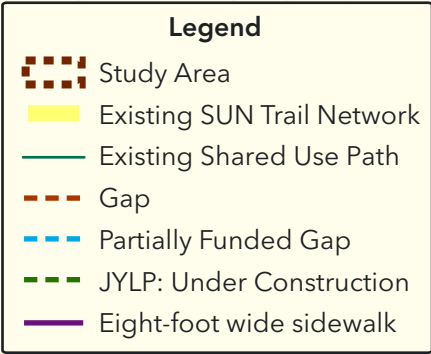 Legend
Study Area
Existing SUN Trail Network
Existing Shared Use Path
Gap
Partially Funded Gap
JYLP: Under Construction
Eight-foot wide sidewalk